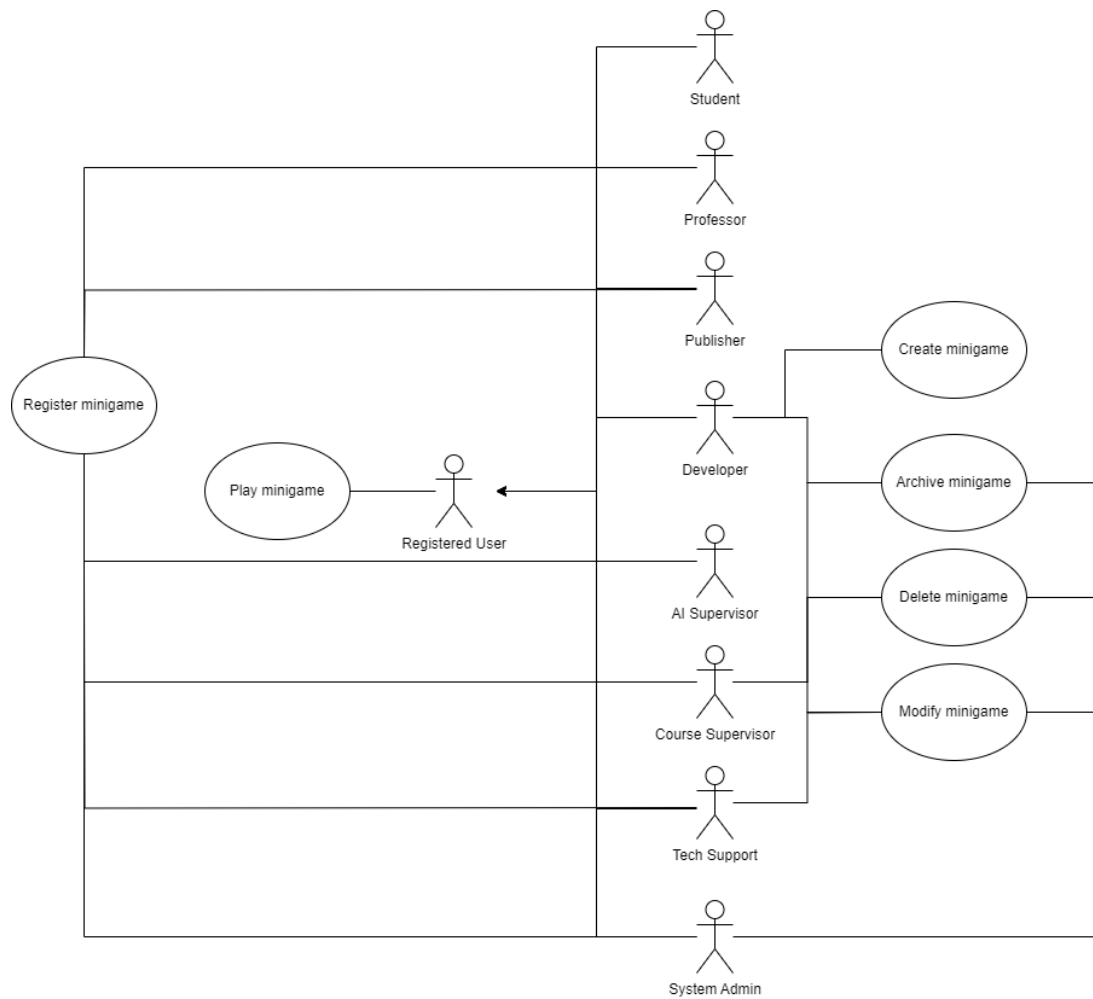 Student
Professor
Publisher
Create minigame
Register minigame
Developer
Archive minigame
Play minigame
Registered User
AI Supervisor
Delete minigame
Course Supervisor
Modify minigame
Tech Support
System Admin